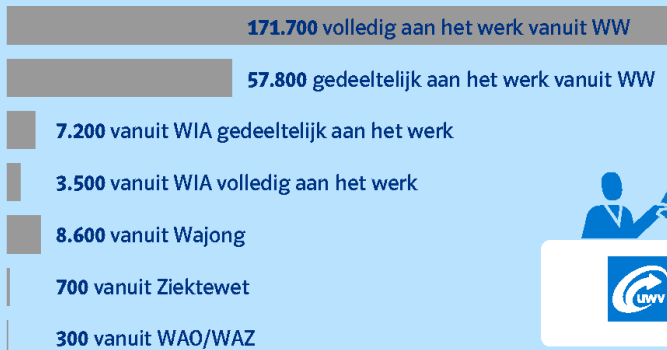 171.700 volledig aan het werk vanuit WW
57.800 gedeeltelijk aan het werk vanuit WW
7.200 vanuit WIA gedeeltelijk aan het werk
3.500 vanuit WIA volledig aan het werk
8.600 vanuit Wajong
700 vanuit Ziektewet
300 vanuit WAO/WAZ
UWV